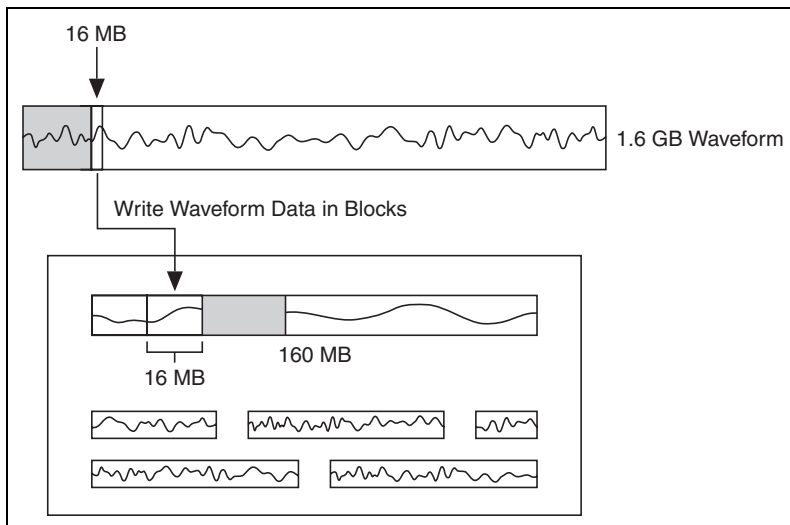 16 MB
1.6 GB Waveform
Write Waveform Data in Blocks
160 MB
16 MB